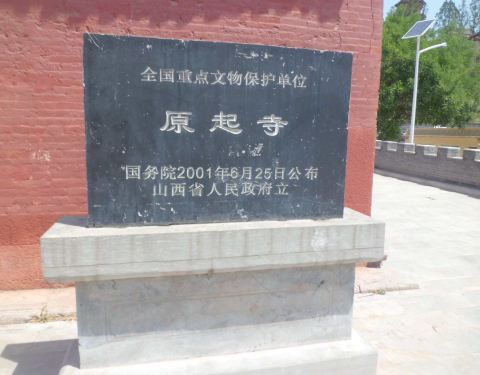 全国重点文物保护单位
原起寺
国务院2001年6月25日公布
山西省人民政府立